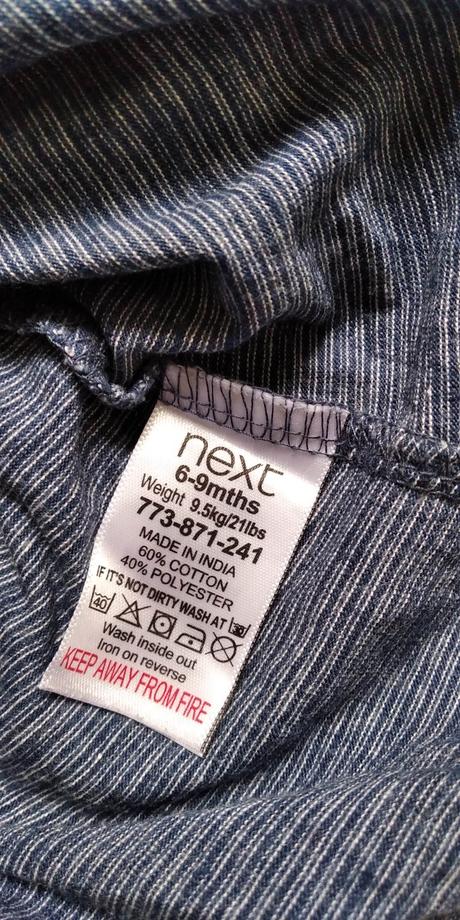 next
6-9mths
Weight 9.5kg/21lbs
773-871-241
MADE IN INDIA
60% COTTON
40% POLYESTER
IF IT'S NOT DIRTY WASH AT 30
40
Wash inside out
Iron on reverse
KEEP AWAY FROM FIRE